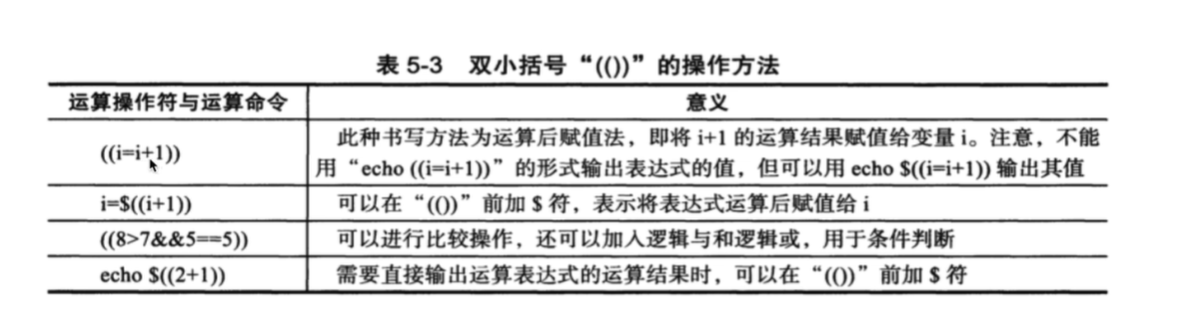 表 5-3 双小括号“(())”的操作方法
运算操作符与运算命令 意义
((i=i+1)) 此种书写方法为运算后赋值法，即将 i+1 的运算结果赋值给变量 i。注意，不能
用“echo ((i=i+1))”的形式输出表达式的值，但可以用 echo $((i=i+1)) 输出其值
i=$((i+1)) 可以在“(())”前加 $ 符，表示将表达式运算后赋值给 i
((8>7&&5==5)) 可以进行比较操作，还可以加入逻辑与和逻辑或，用于条件判断
echo $((2+1)) 需要直接输出运算表达式的运算结果时，可以在“(())”前加 $ 符